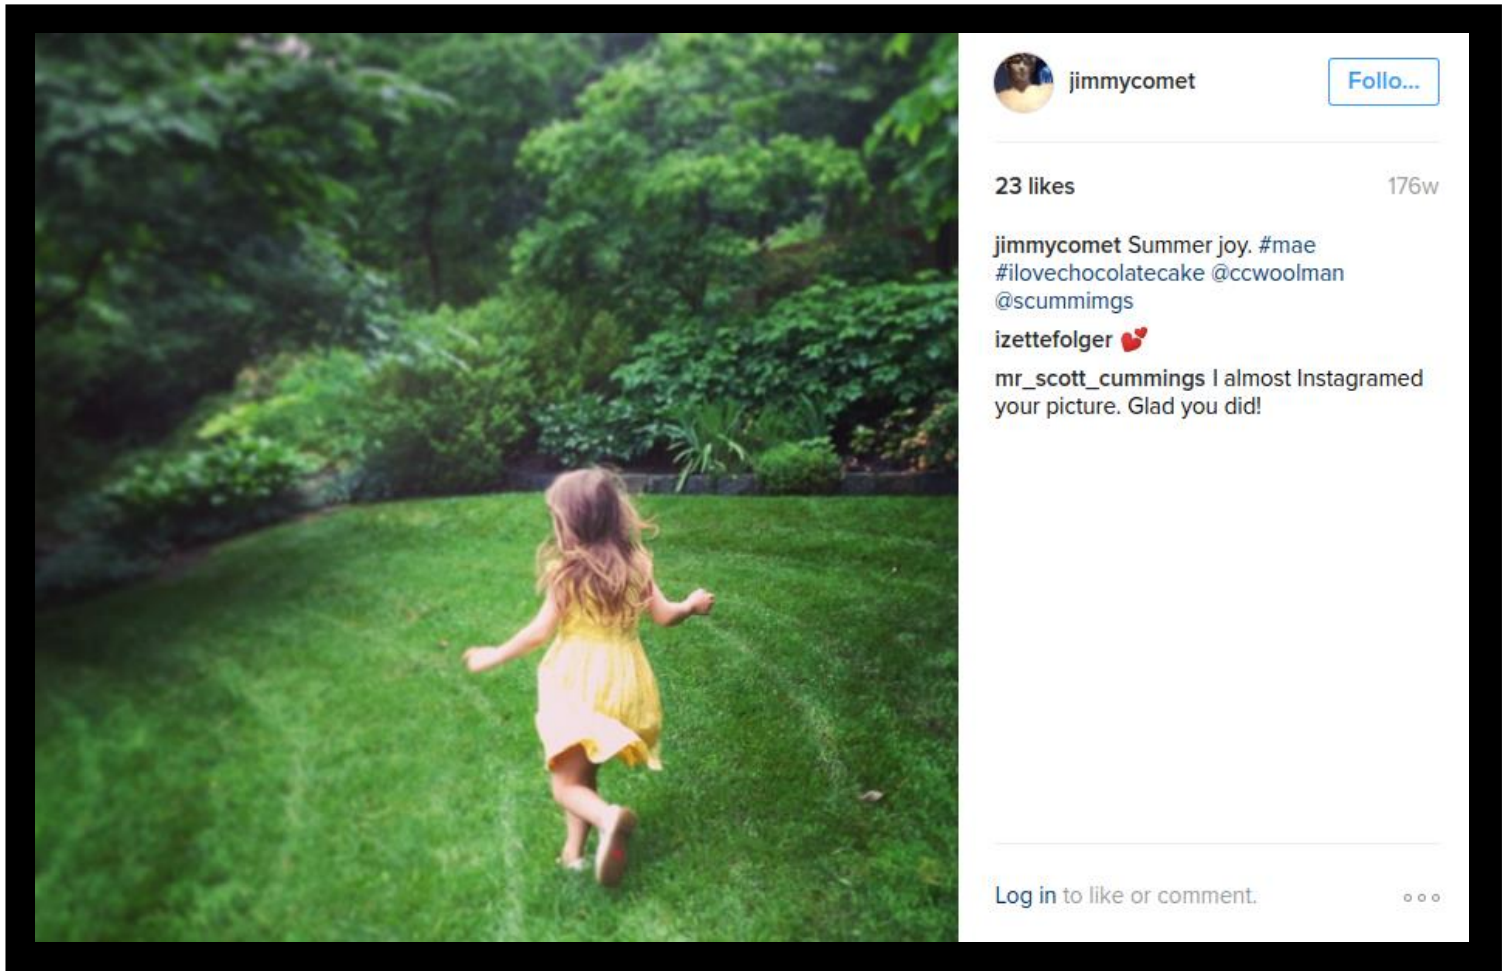 jimmycomet
Follo...
23 likes
176w
jimmycomet Summer joy. #mae
#ilovechocolatecake @ccwoolman
@scummimgs
izettefolger 💕
mr_scott_cummings I almost Instagramed
your picture. Glad you did!
Log in to like or comment.